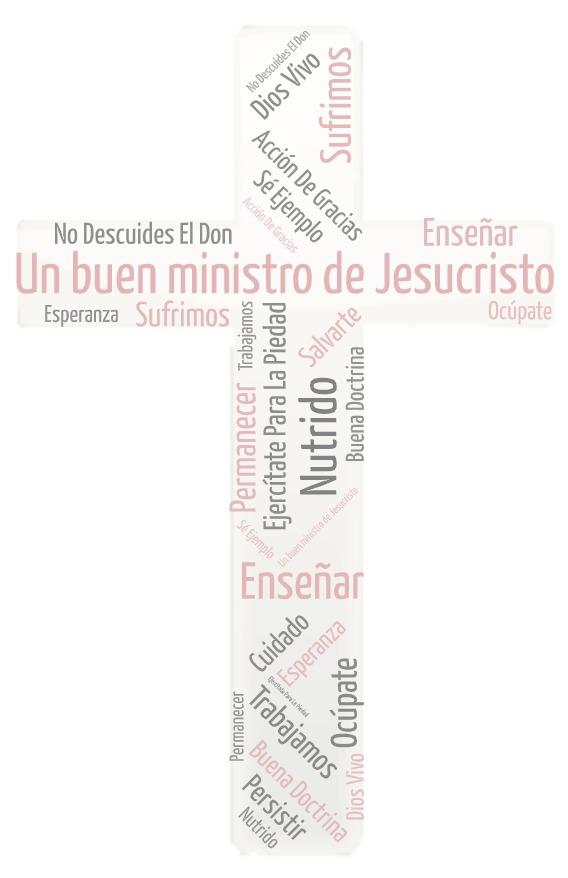 No Descuides El Don
Dios Vivo
Sufrimos
Acción De Gracias
Sé Ejemplo
Acción De Gracias
No Descuides El Don
Enseñar
Un buen ministro de Jesucristo
Esperanza
Sufrimos
Ocúpate
Trabajamos
Ejercítate Para La Piedad
Salvarte
Nutrido
Buena Doctrina
Permanecer
Sé Ejemplo
Un buen ministro de Jesucristo
Enseñar
Cuidado
Esperanza
Ejercítate Para La Piedad
Trabajamos
Ocúpate
Permanecer
Buena Doctrina
Dios Vivo
Persistir
Nutrido